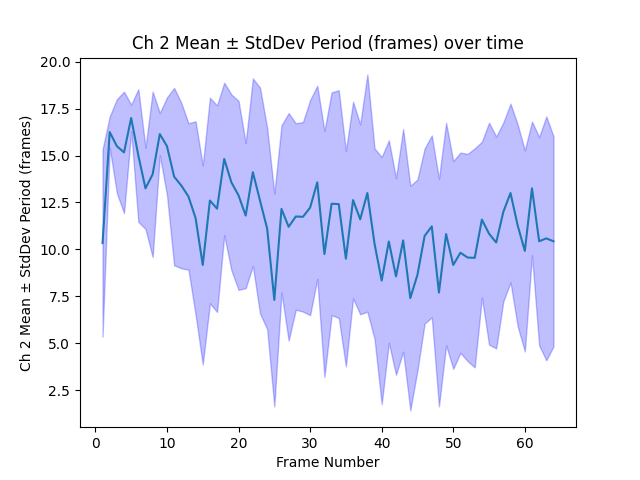 Ch 2 Mean ± StdDev Period (frames) over time
Ch 2 Mean ± StdDev Period (frames)
20.0
17.5
15.0
12.5
10.0
7.5
5.0
2.5
0 10 20 30 40 50 60
Frame Number